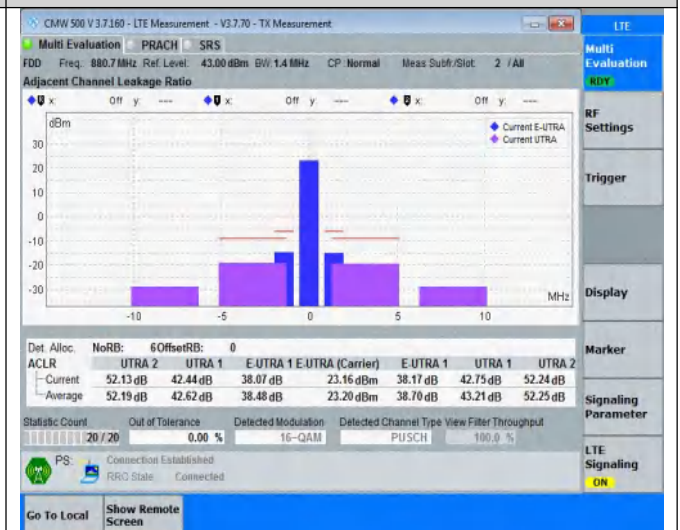 CMW 500 V 3.7.160 - LTE Measurement - V3.7.70 - TX Measurement
LTE
Multi Evaluation PRACH SRS
Multi
Evaluation
RDY
FDD Freq: 880.7 MHz Ref. Level: 43.00 dBm BW: 1.4 MHz CP :Normal Meas Subfr./Slot: 2 / All
Adjacent Channel Leakage Ratio
x: Off y: --- x: Off y: --- x: Off y: ---
dBm
Current E-UTRA
Current UTRA
30
20
10
0
-10
-20
-30
MHz
-10 -5 0 5 10
RF
Settings
Trigger
Display
Marker
Signaling
Parameter
LTE
Signaling
ON
Det. Alloc. NoRB: 6 OffsetRB: 0
ACLR UTRA 2 UTRA 1 E-UTRA 1 E-UTRA (Carrier) E-UTRA 1 UTRA 1 UTRA 2
Current 52.13 dB 42.44 dB 38.07 dB 23.16 dBm 38.17 dB 42.75 dB 52.24 dB
Average 52.19 dB 42.62 dB 38.48 dB 23.20 dBm 38.70 dB 43.21 dB 52.25 dB
Statistic Count Out of Tolerance Detected Modulation Detected Channel Type View Filter Throughput
20 / 20 0.00 % 16-QAM PUSCH 100.0 %
PS: Connection Established
RRC State Connected
Go To Local Show Remote
Screen